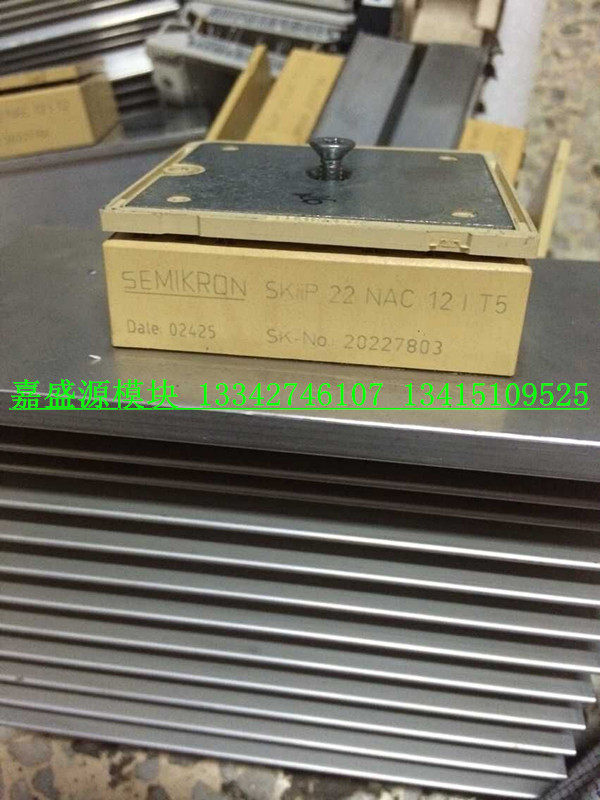 SEMIKRON SKiiP 22 NAC 12 I T5
Date 02425 SK-No. 20227803
嘉盛源模块 13342746107 13415109525